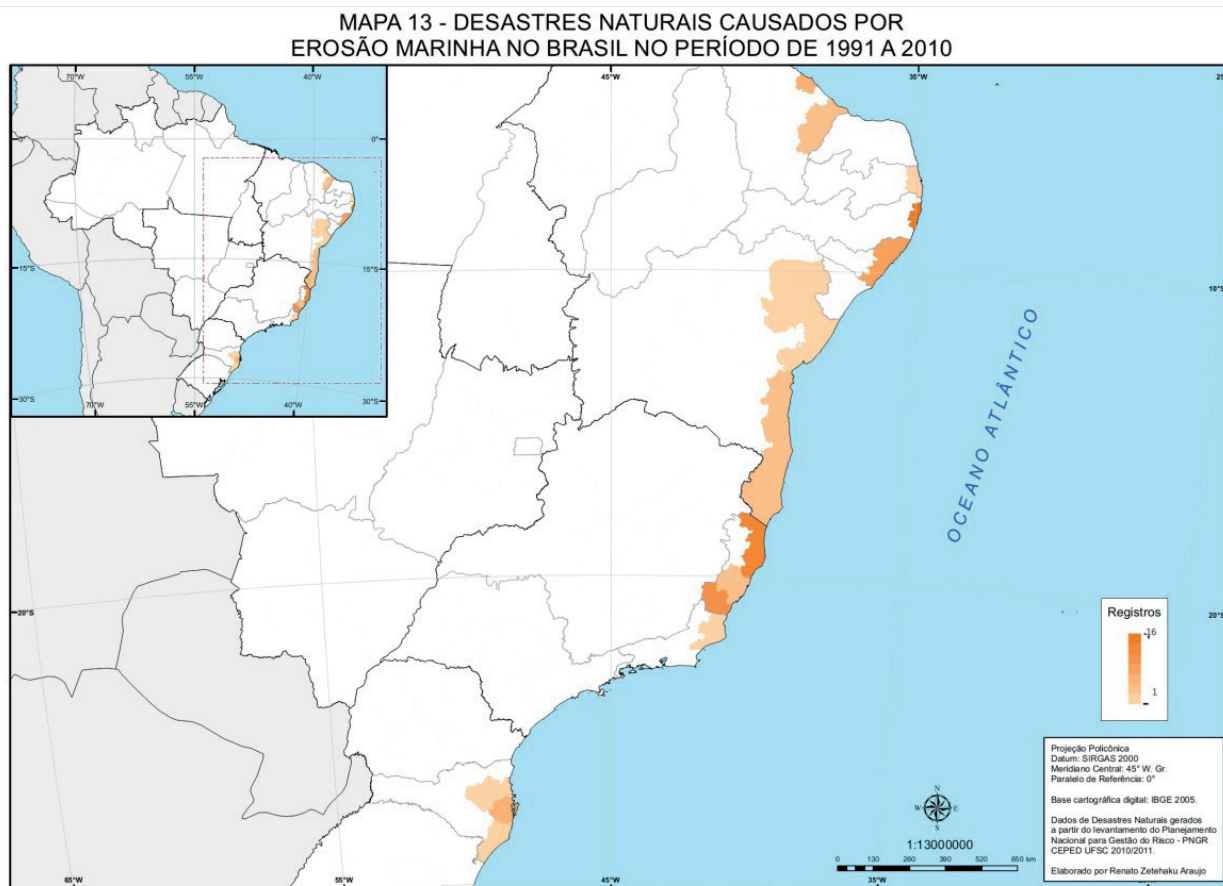 MAPA 13 - DESASTRES NATURAIS CAUSADOS POR
EROSÃO MARINHA NO BRASIL NO PERÍODO DE 1991 A 2010
70°W
55°W
40°W
0°
0°
15°S
15°S
30°S
30°S
70°W
55°W
40°W
45°W
35°W
25°
10°S
OCEANO ATLÂNTICO
20°S
20°S
Registros
16
1
Projeção Policônica
Datum: SIRGAS 2000
Meridiano Central: 45° W. Gr.
Paralelo de Referência: 0°
Base cartográfica digital: IBGE 2005.
Dados de Desastres Naturais gerados
a partir do levantamento do Planejamento
Nacional para Gestão do Risco - PNGR
CEPED UFSC 2010/2011.
Elaborado por Renato Zetehaku Araujo
N
W E
S
1:13000000
0 130 260 390 520 650 km
65°W
55°W
45°W
35°W